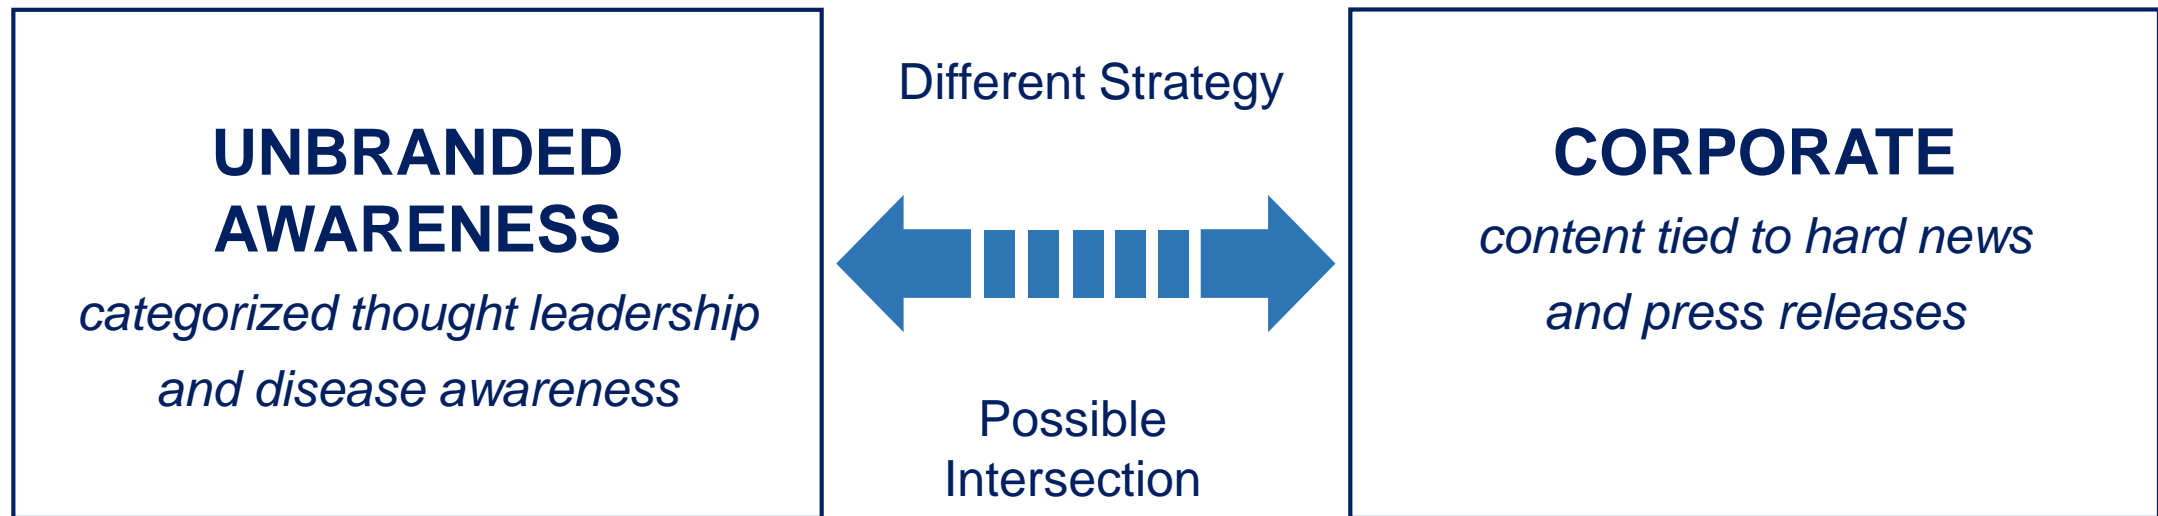 UNBRANDED
AWARENESS
categorized thought leadership
and disease awareness
Different Strategy
Possible
Intersection
CORPORATE
content tied to hard news
and press releases